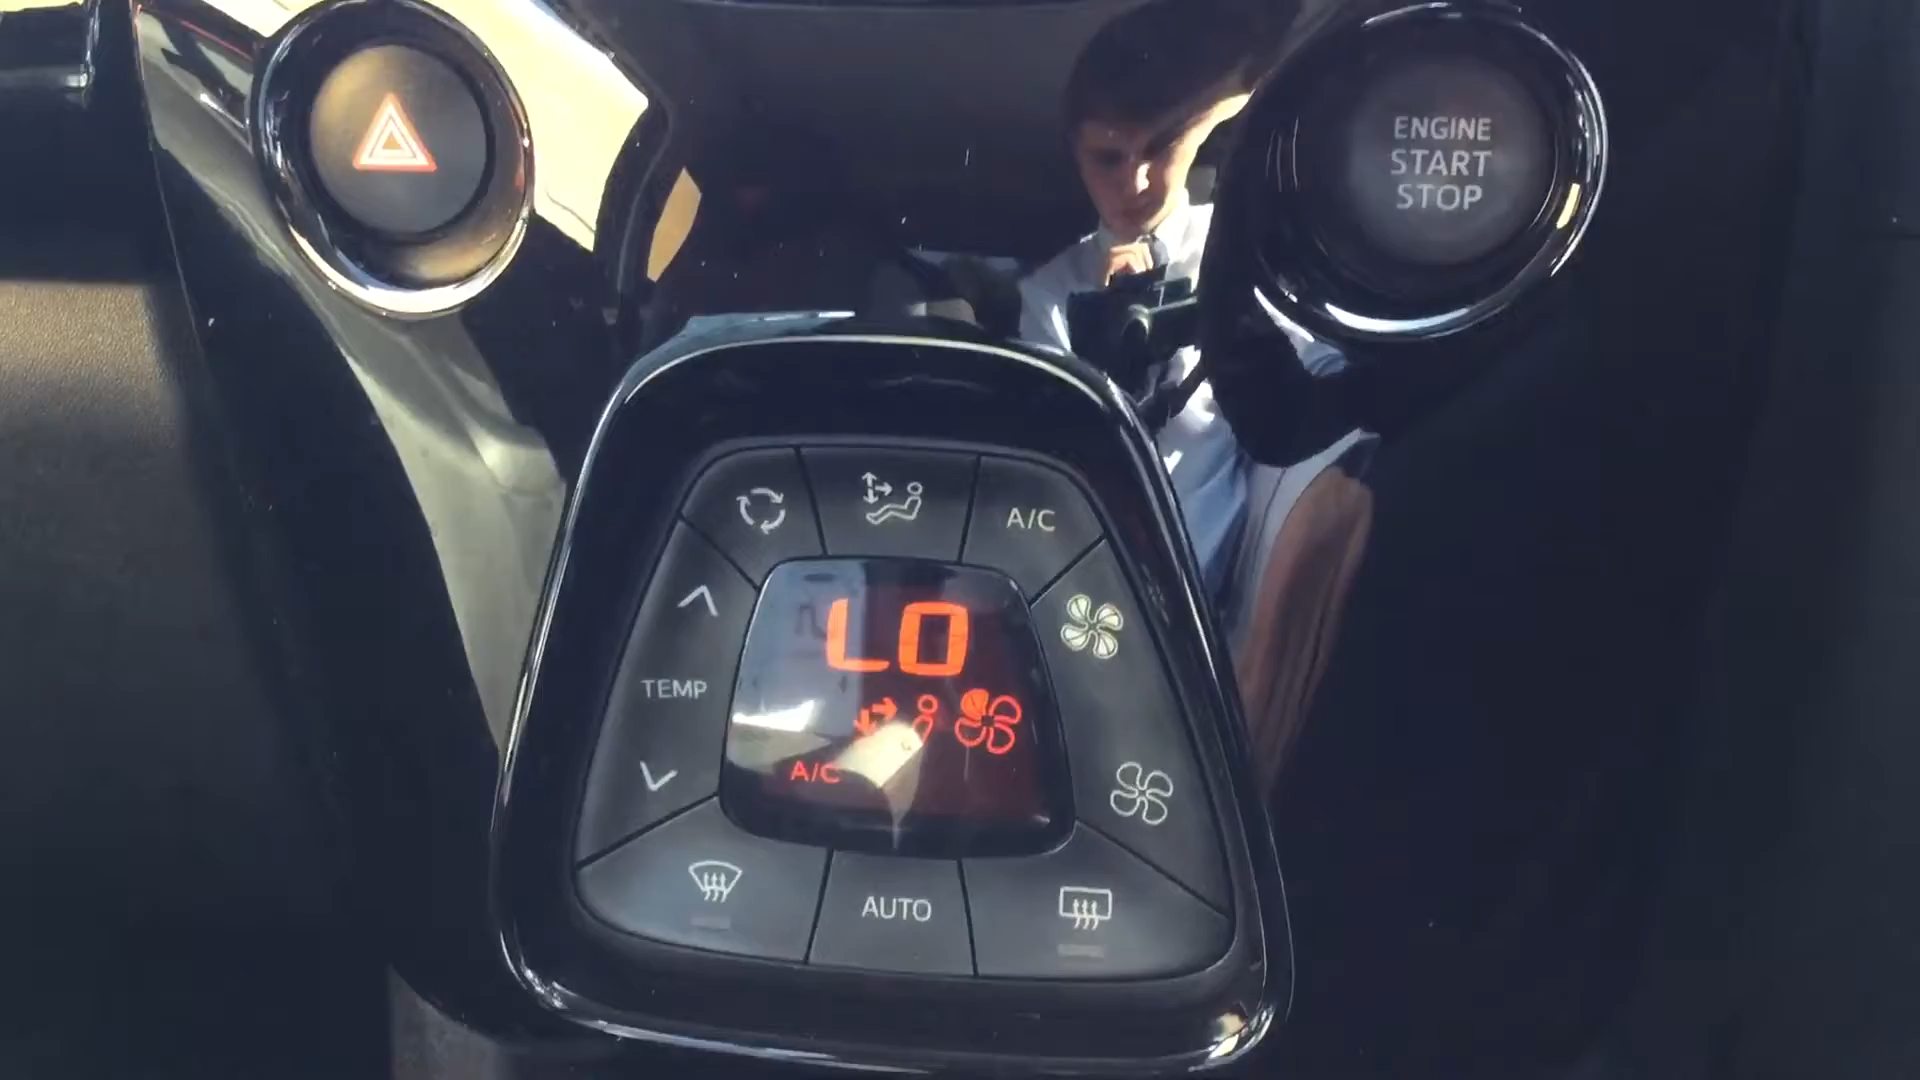 ENGINE
START
STOP
A/C
LO
TEMP
A/C
AUTO